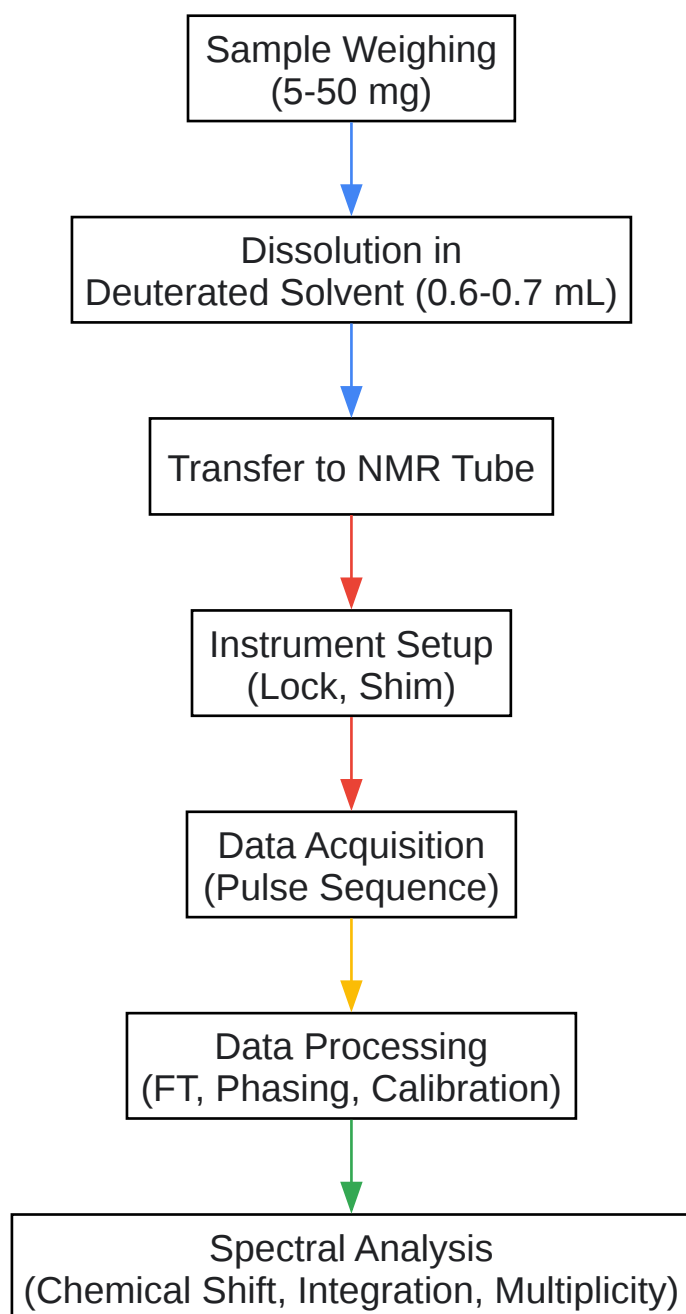 Sample Weighing
(5-50 mg)
Dissolution in
Deuterated Solvent (0.6-0.7 mL)
Transfer to NMR Tube
Instrument Setup
(Lock, Shim)
Data Acquisition
(Pulse Sequence)
Data Processing
(FT, Phasing, Calibration)
Spectral Analysis
(Chemical Shift, Integration, Multiplicity)